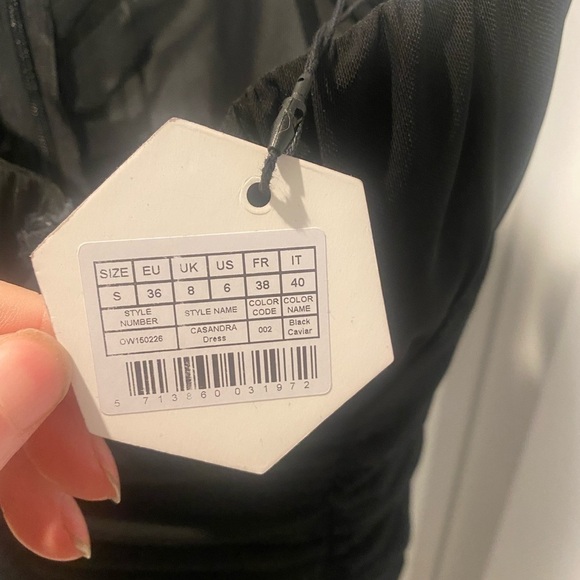 SIZE EU UK US FR IT
S 36 8 6 38 40
STYLE NUMBER STYLE NAME COLOR CODE COLOR NAME
OW150226 CASANDRA Dress 002 Black Caviar
5 713860 031972